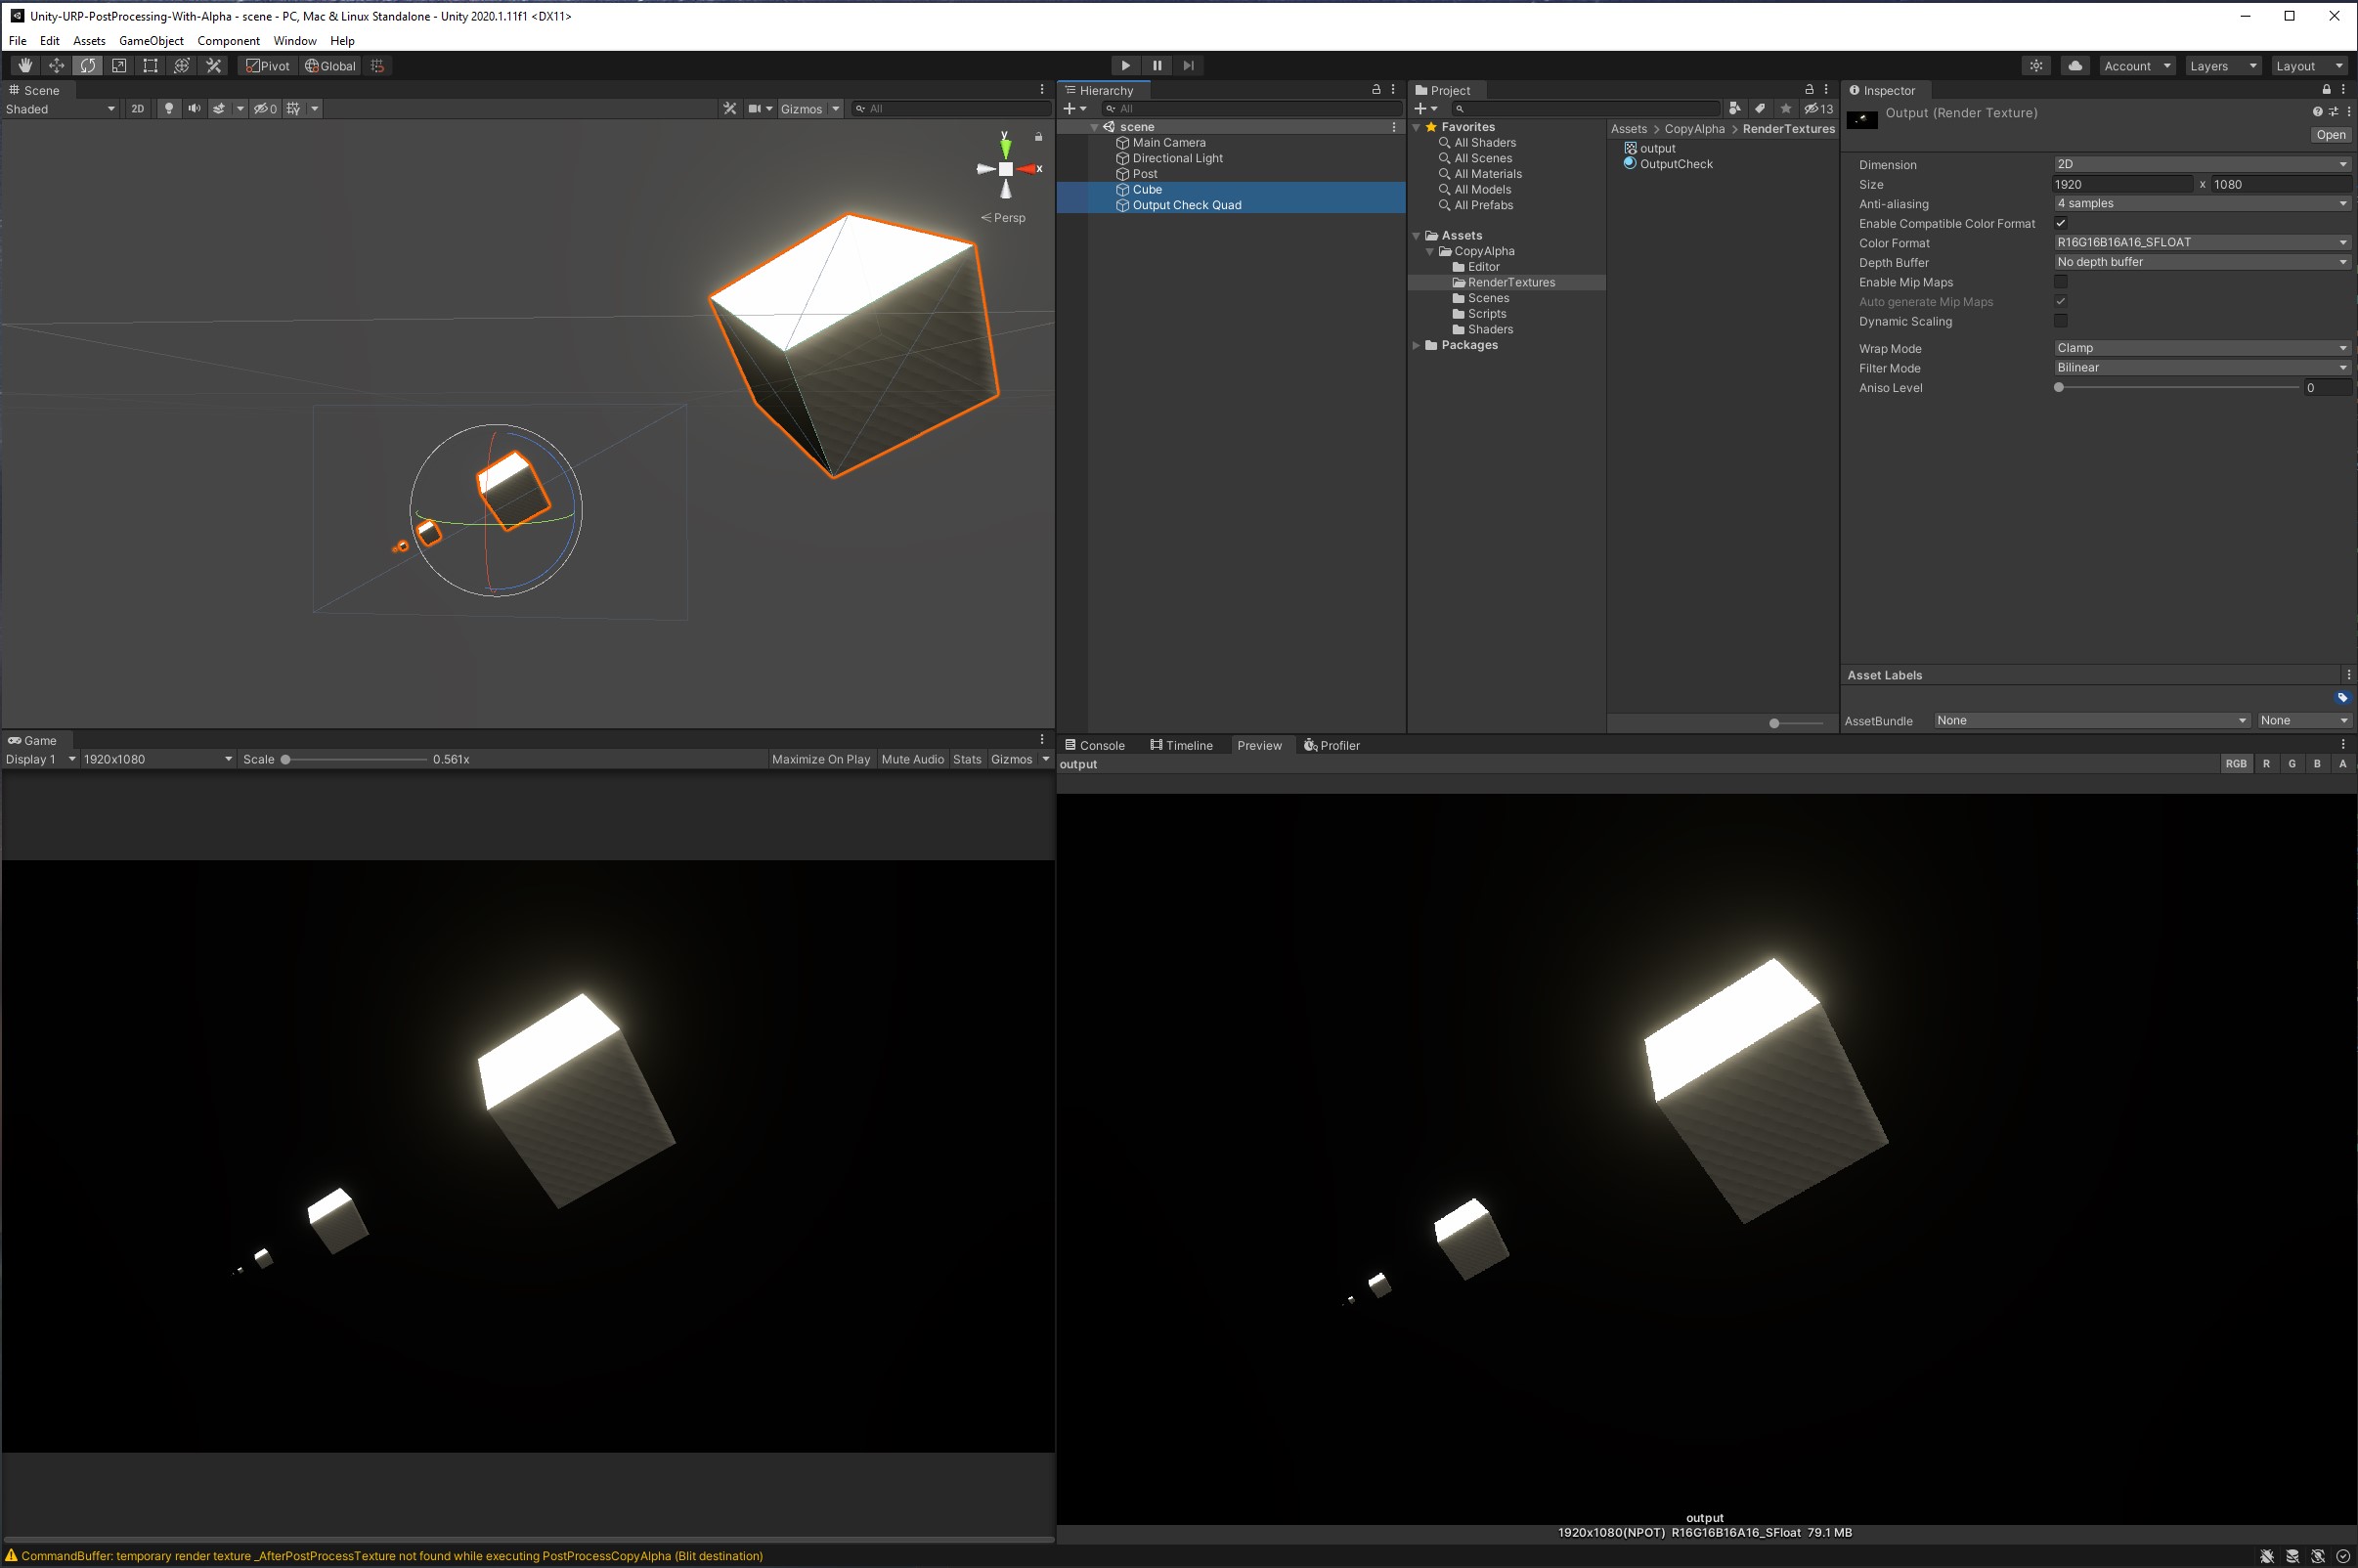 Unity-URP-PostProcessing-With-Alpha - scene - PC, Mac & Linux Standalone - Unity 2020.1.11f1 <DX11>
File Edit Assets GameObject Component Window Help
Pivot Global Account Layers Layout
Scene
Shaded 2D 0 Gizmos All
y
x
Persp
Hierarchy
All
scene
Main Camera
Directional Light
Post
Cube
Output Check Quad
Project
13
Favorites
All Shaders
All Scenes
All Materials
All Models
All Prefabs
Assets
CopyAlpha
Editor
RenderTextures
Scenes
Scripts
Shaders
Packages
Assets > CopyAlpha > RenderTextures
output
OutputCheck
Inspector
Output (Render Texture)
Open
Dimension 2D
Size 1920 x 1080
Anti-aliasing 4 samples
Enable Compatible Color Format
Color Format R16G16B16A16_SFLOAT
Depth Buffer No depth buffer
Enable Mip Maps
Auto generate Mip Maps
Dynamic Scaling
Wrap Mode Clamp
Filter Mode Bilinear
Aniso Level 0
Asset Labels
AssetBundle None None
Game
Display 1 1920x1080 Scale 0.561x Maximize On Play Mute Audio Stats Gizmos
Console Timeline Preview Profiler
output RGB R G B A
output
1920x1080(NPOT) R16G16B16A16_SFloat 79.1 MB
CommandBuffer: temporary render texture _AfterPostProcessTexture not found while executing PostProcessCopyAlpha (Blit destination)